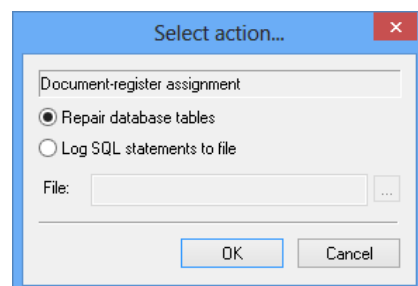 Select action...
Document-register assignment
Repair database tables
Log SQL statements to file
File:
...
OK Cancel